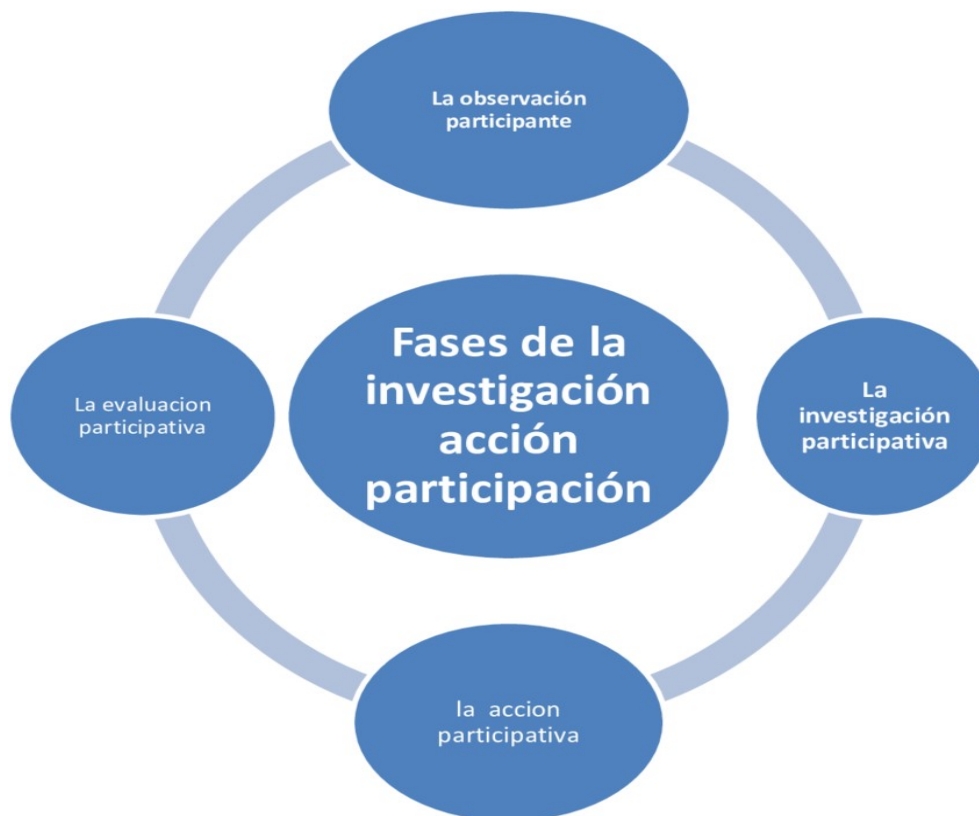 La observación
participante
Fases de la
investigación
acción
participación
La
investigación
participativa
la accion
participativa
La evaluacion
participativa